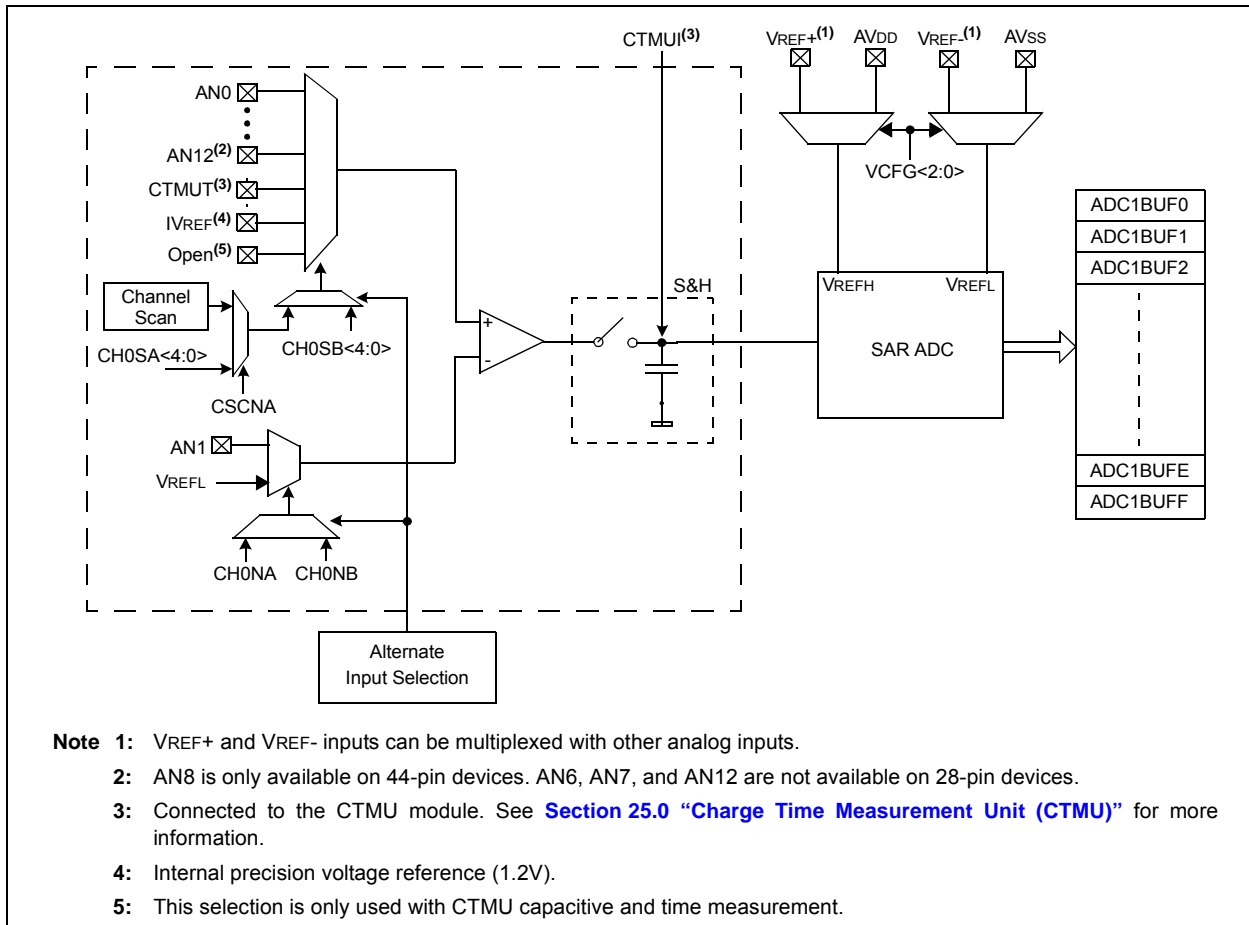 CTMUI(3)
VREF+(1) AVDD VREF-(1) AVSS
AN0
AN12(2)
CTMUT(3)
IVREF(4)
Open(5)
VCFG<2:0>
ADC1BUF0
ADC1BUF1
ADC1BUF2
Channel
Scan
S&H
VREFH VREFL
+
-
CH0SA<4:0>
CH0SB<4:0>
SAR ADC
CSCNA
AN1
VREFL
ADC1BUFE
ADC1BUFF
CH0NA CH0NB
Alternate
Input Selection
Note 1: VREF+ and VREF- inputs can be multiplexed with other analog inputs.
2: AN8 is only available on 44-pin devices. AN6, AN7, and AN12 are not available on 28-pin devices.
3: Connected to the CTMU module. See Section 25.0 “Charge Time Measurement Unit (CTMU)” for more
information.
4: Internal precision voltage reference (1.2V).
5: This selection is only used with CTMU capacitive and time measurement.